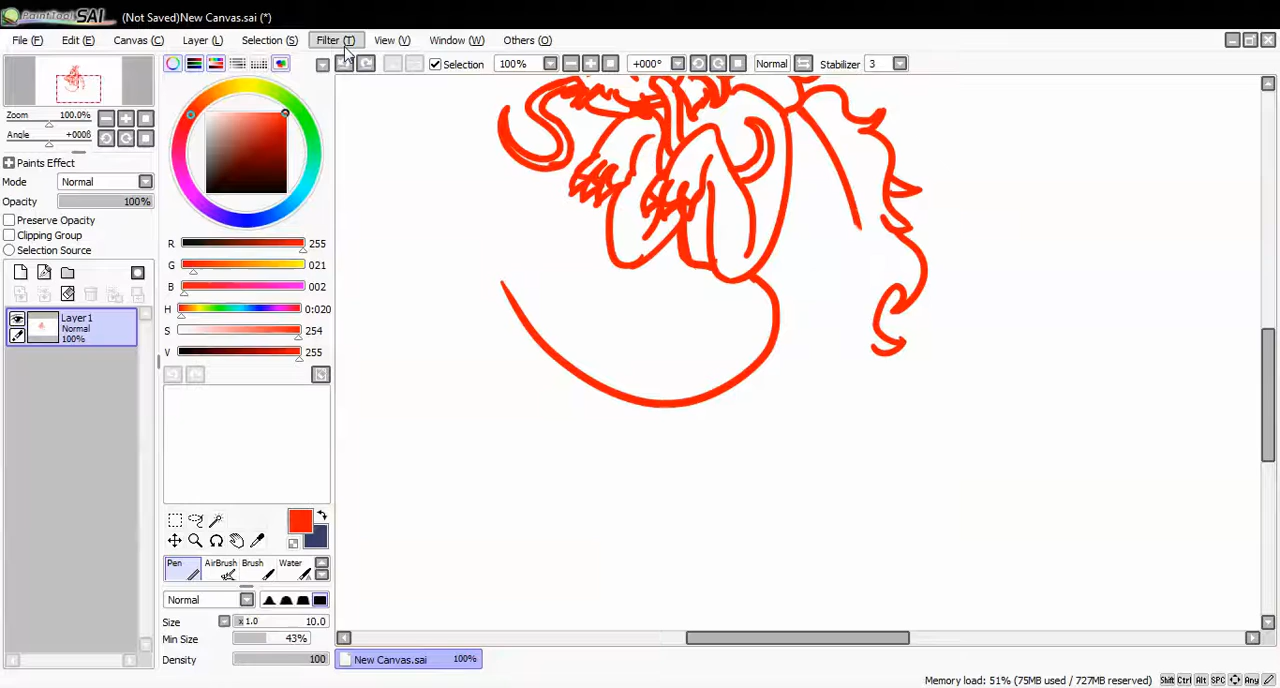 PaintTool SAI (Not Saved)New Canvas.sai (*)
File (F) Edit (E) Canvas (C) Layer (L) Selection (S) Filter (T) View (V) Window (W) Others (O)
Selection 100% +000° Normal Stabilizer 3
Zoom 100.0%
Angle +000ß
Paints Effect
Mode Normal
Opacity 100%
Preserve Opacity
Clipping Group
Selection Source
Layer1
Normal
100%
R 255
G 021
B 002
H 0:020
S 254
V 255
Pen AirBrush Brush Water
Normal
Size x 1.0 10.0
Min Size 43%
Density 100
New Canvas.sai 100%
Memory load: 51% (75MB used / 727MB reserved) Shift Ctrl Alt SPC Any